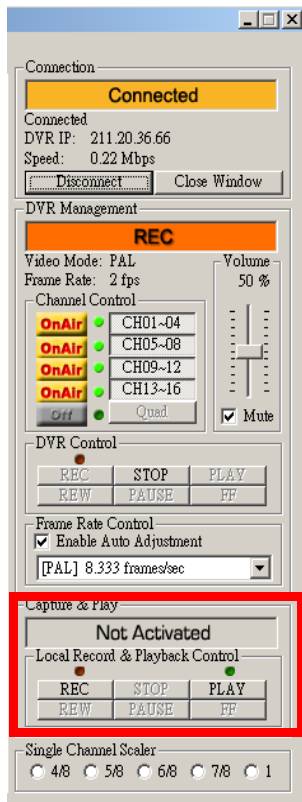 Connection
Connected
Connected
DVR IP: 211.20.36.66
Speed: 0.22 Mbps
Disconnect Close Window
DVR Management
REC
Video Mode: PAL
Frame Rate: 2 fps
Volume
50 %
Channel Control
OnAir CH01~04
OnAir CH05~08
OnAir CH09~12
OnAir CH13~16
Off Quad
Mute
DVR Control
REC STOP PLAY
REW PAUSE FF
Frame Rate Control
Enable Auto Adjustment
[PAL] 8.333 frames/sec
Capture & Play
Not Activated
Local Record & Playback Control
REC STOP PLAY
REW PAUSE FF
Single Channel Scaler
4/8 5/8 6/8 7/8 1